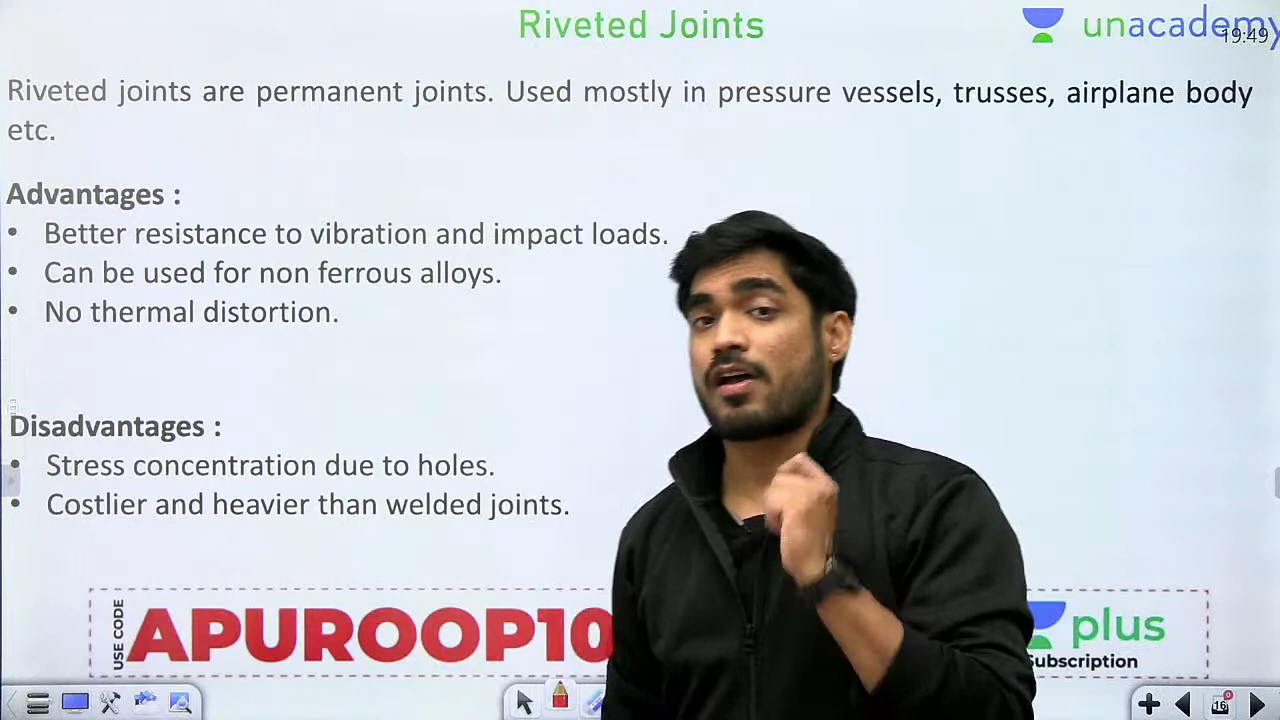 Riveted Joints
unacademy
19:49
Riveted joints are permanent joints. Used mostly in pressure vessels, trusses, airplane body
etc.
Advantages :
• Better resistance to vibration and impact loads.
• Can be used for non ferrous alloys.
• No thermal distortion.
Disadvantages :
• Stress concentration due to holes.
• Costlier and heavier than welded joints.
USE CODE
APUROOP10
plus
Subscription
16